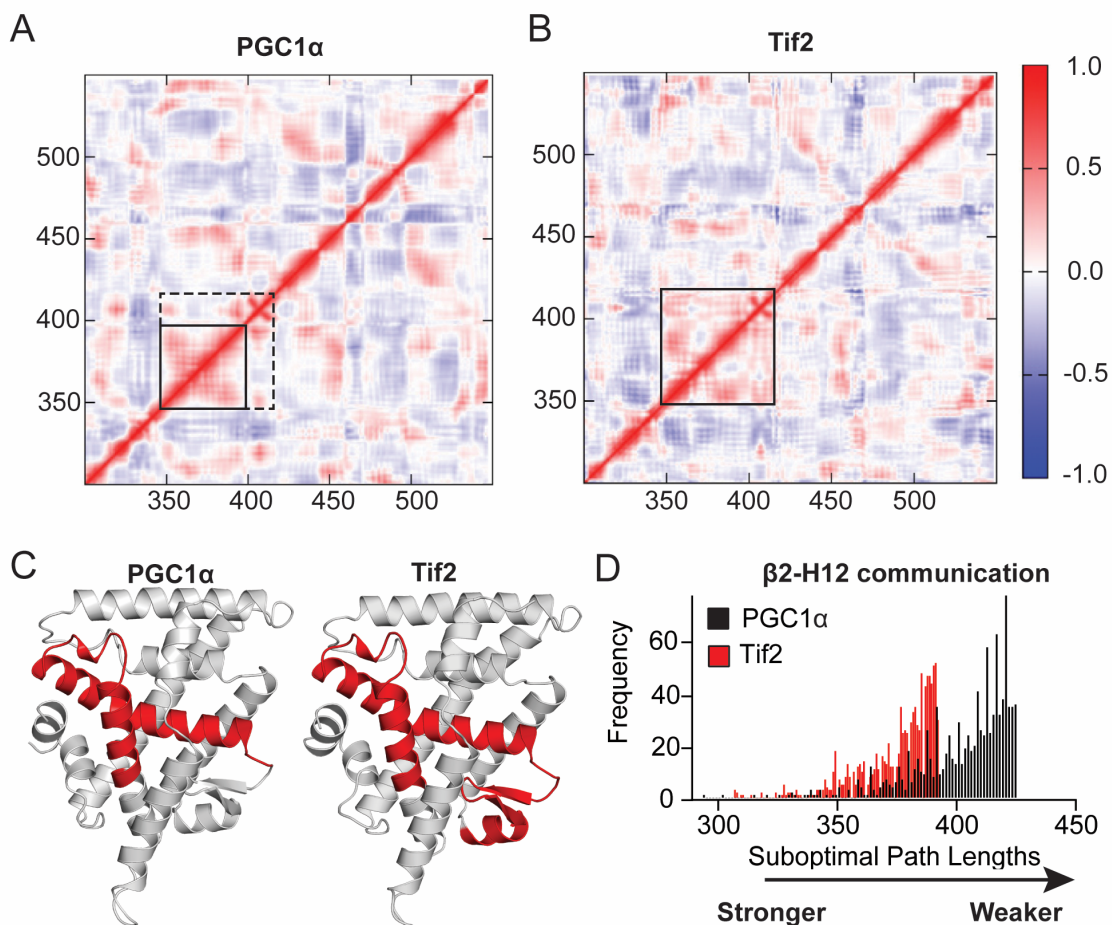 A
PGC1α
500
450
400
350
350 400 450 500
B
Tif2
500
450
400
350
350 400 450 500
1.0
0.5
0.0
-0.5
-1.0
C
PGC1α
Tif2
D
β2-H12 communication
PGC1α
Tif2
Frequency
60
40
20
0
300 350 400 450
Suboptimal Path Lengths
Stronger Weaker